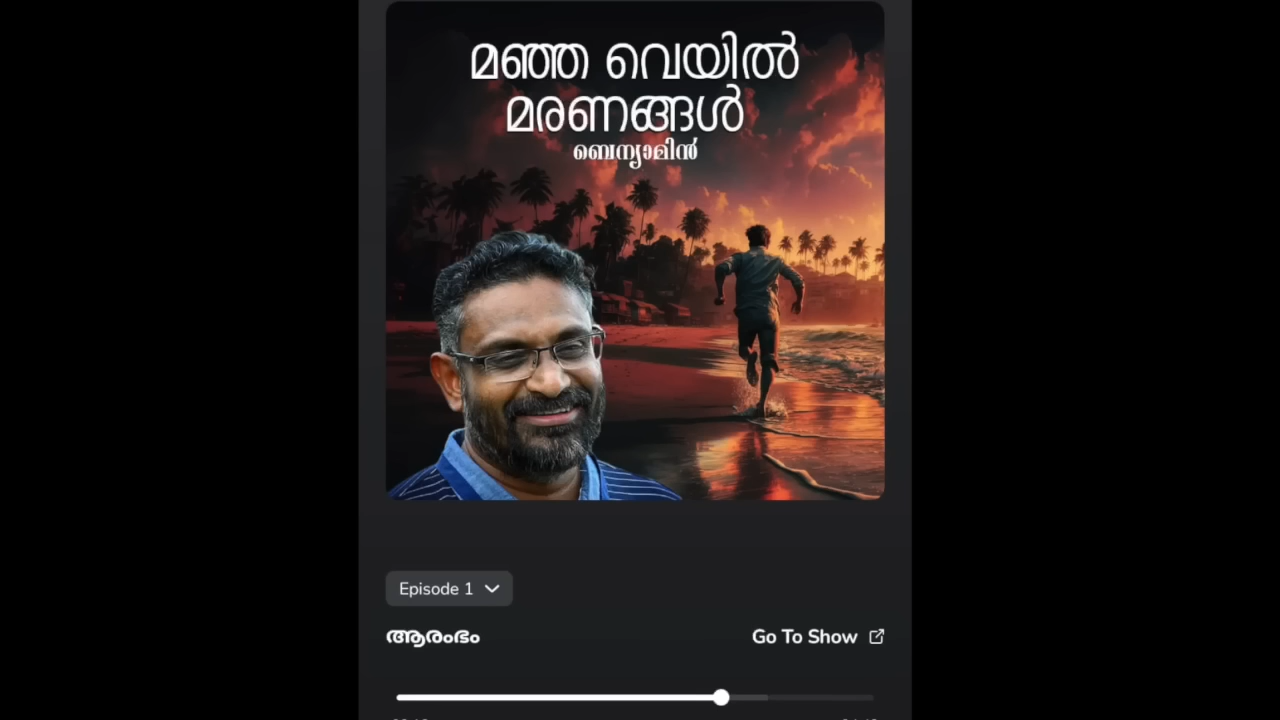 മഞ്ഞ വെയിൽ
മരണങ്ങൾ
ബെന്യാമിൻ
Episode 1
ആരംഭം
Go To Show